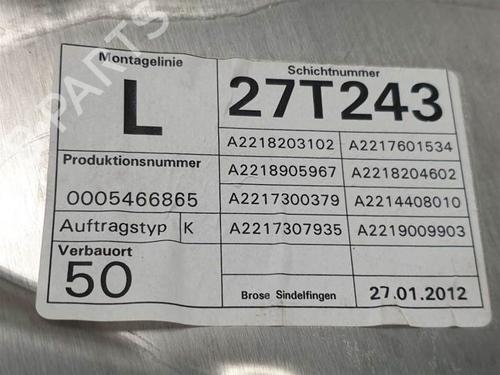 Montagelinie
L
Schichtnummer
27T243
A2218203102 A2217601534
A2218905967 A2218204602
A2217300379 A2214408010
A2217307935 A2219009903
Produktionsnummer
0005466865
Auftragstyp K
Verbauort
50
Brose Sindelfingen 27.01.2012
PARTS